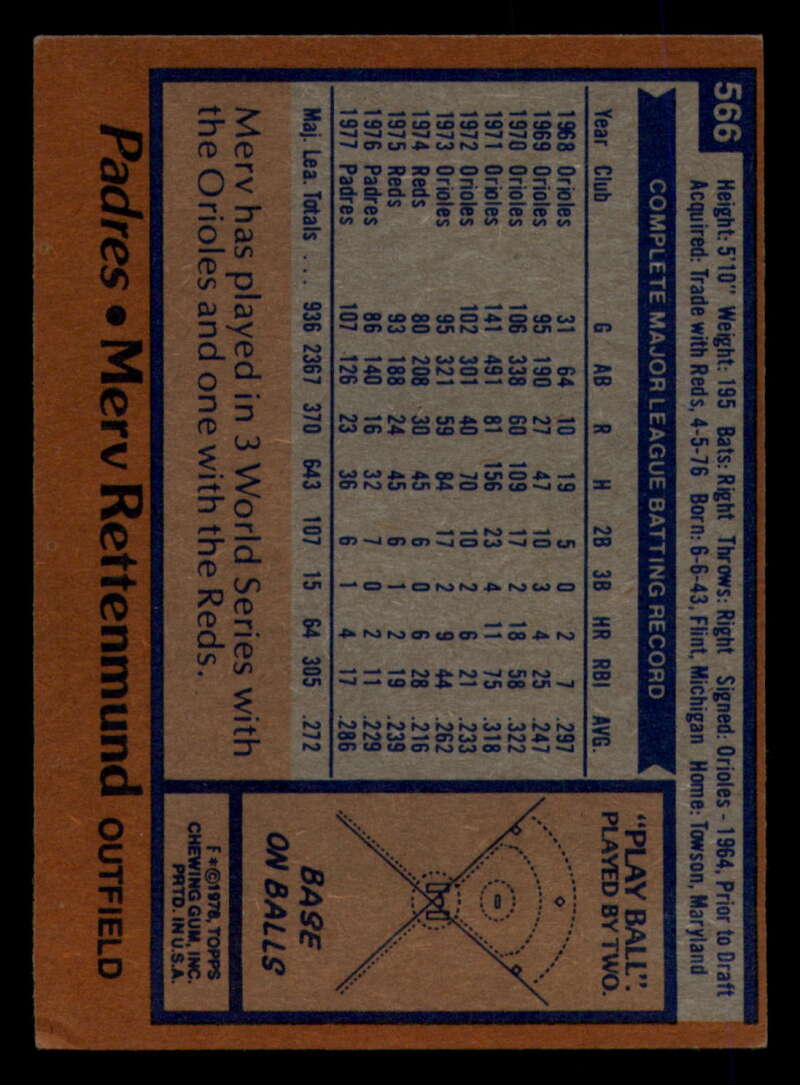 566
Height: 5'10" Weight: 195 Bats: Right Throws: Right Signed: Orioles - 1964, Prior to Draft
Acquired: Trade with Reds, 4-5-76 Born: 6-6-43, Flint, Michigan Home: Towson, Maryland
COMPLETE MAJOR LEAGUE BATTING RECORD
Year Club G AB R H 2B 3B HR RBI AVG.
1968 Orioles 31 64 10 19 5 0 2 7 .297
1969 Orioles 95 190 27 47 10 3 4 25 .247
1970 Orioles 106 338 60 109 17 2 18 58 .322
1971 Orioles 141 491 81 156 23 4 11 75 .318
1972 Orioles 102 301 40 70 10 2 6 21 .233
1973 Orioles 95 321 59 84 17 2 9 44 .262
1974 Reds 80 208 30 45 6 0 6 28 .216
1975 Reds 93 188 24 45 6 1 2 19 .239
1976 Padres 86 140 16 32 7 0 2 11 .229
1977 Padres 107 126 23 36 6 1 4 17 .286
Maj. Lea. Totals ... 936 2367 370 643 107 15 64 305 .272
Merv has played in 3 World Series with
the Orioles and one with the Reds.
"PLAY BALL".
PLAYED BY TWO.
BASE
ON BALLS
F*©1978, TOPPS
CHEWING GUM, INC.
PRTD. IN U.S.A.
Padres • Merv Rettenmund OUTFIELD